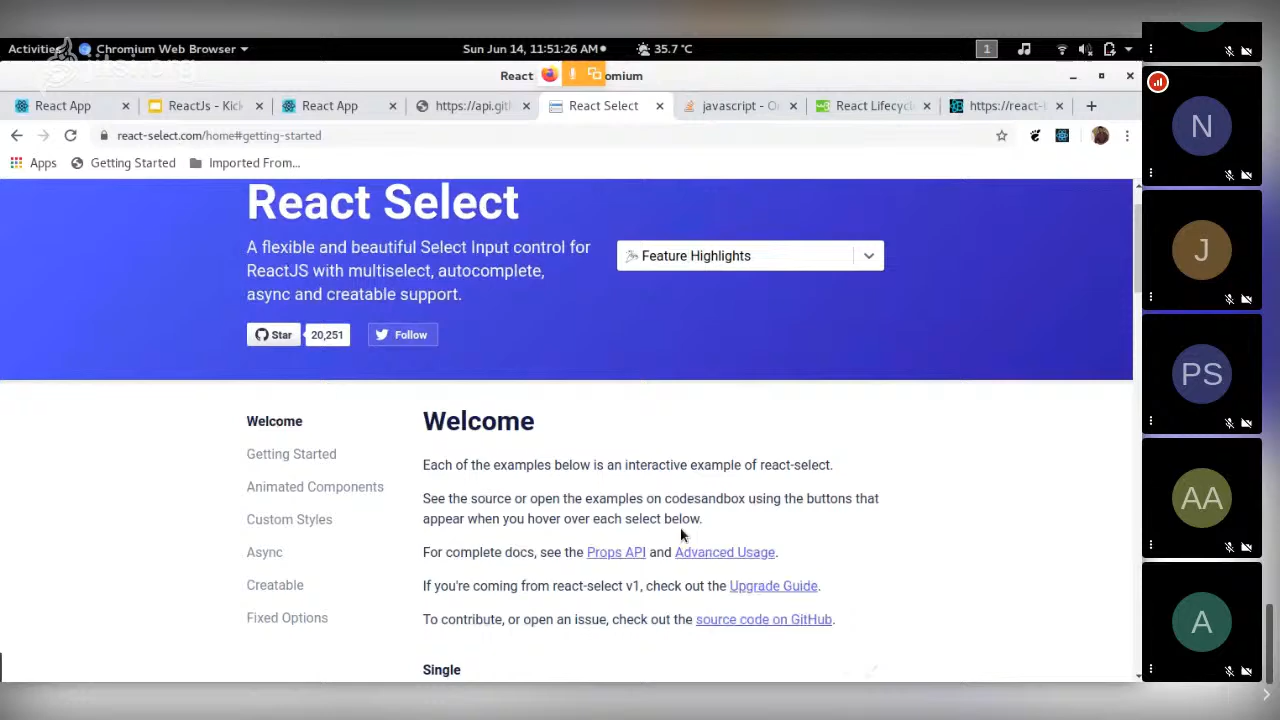 Activities
Chromium Web Browser
Sun Jun 14, 11:51:26 AM
35.7 °C
1
jitsi.org
React
omium
React App
ReactJs - Kick
React App
https://api.git
React Select
javascript - O
React Lifecycl
https://react-
react-select.com/home#getting-started
Apps
Getting Started
Imported From...
React Select
A flexible and beautiful Select Input control for
ReactJS with multiselect, autocomplete,
async and creatable support.
Feature Highlights
Star
20,251
Follow
Welcome
Getting Started
Animated Components
Custom Styles
Async
Creatable
Fixed Options
Welcome
Each of the examples below is an interactive example of react-select.
See the source or open the examples on codesandbox using the buttons that
appear when you hover over each select below.
For complete docs, see the Props API and Advanced Usage.
If you're coming from react-select v1, check out the Upgrade Guide.
To contribute, or open an issue, check out the source code on GitHub.
Single
N
J
PS
AA
A